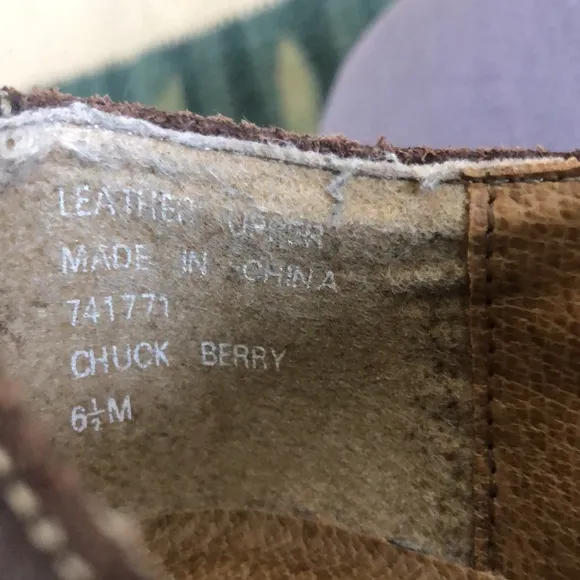 LEATHER UPPER
MADE IN CHINA
741771
CHUCK BERRY
6½M